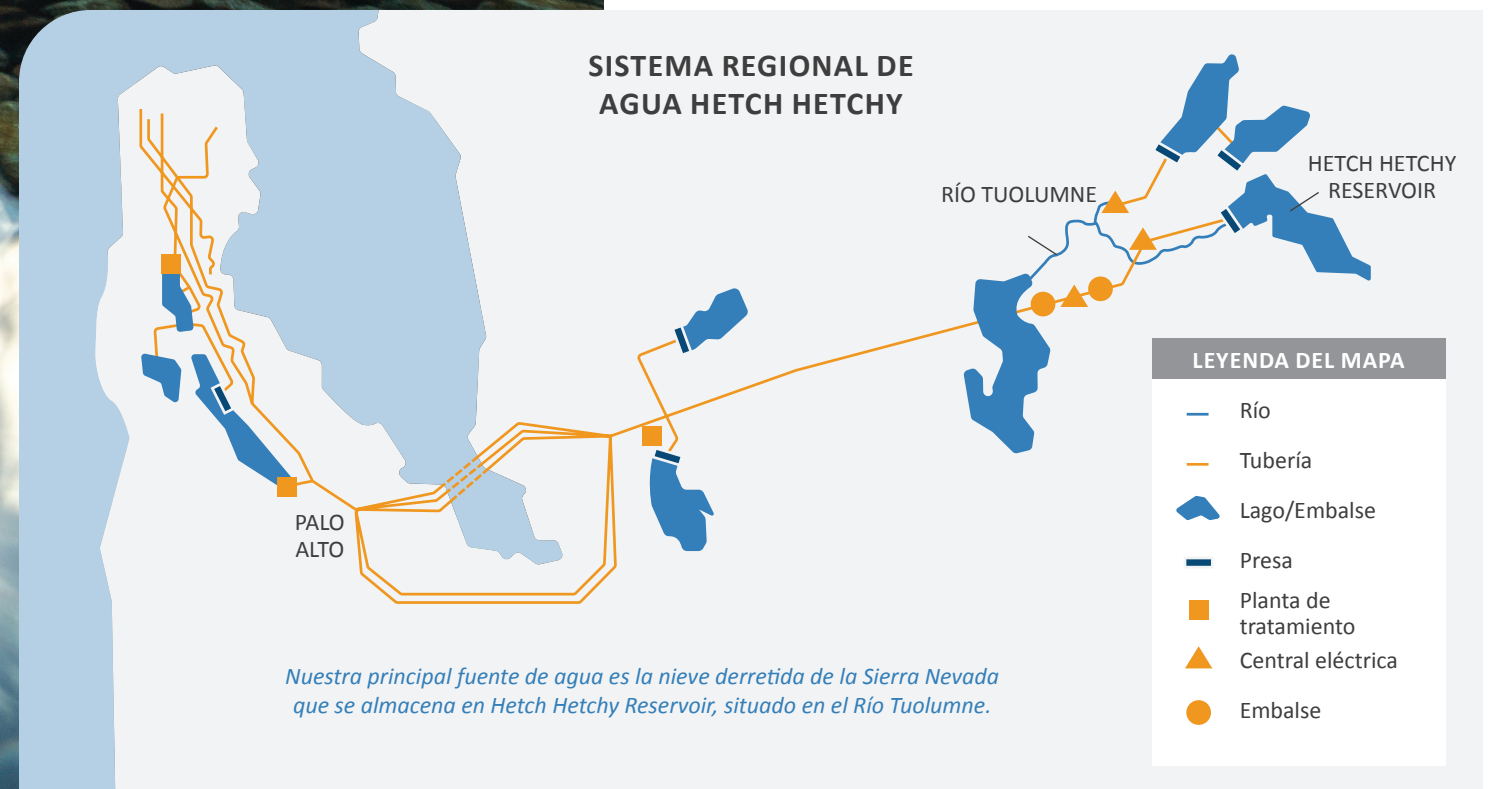 SISTEMA REGIONAL DE
AGUA HETCH HETCHY
RÍO TUOLUMNE
HETCH HETCHY
RESERVOIR
PALO
ALTO
LEYENDA DEL MAPA
Río
Tubería
Lago/Embalse
Presa
Planta de
tratamiento
Central eléctrica
Embalse
Nuestra principal fuente de agua es la nieve derretida de la Sierra Nevada
que se almacena en Hetch Hetchy Reservoir, situado en el Río Tuolumne.